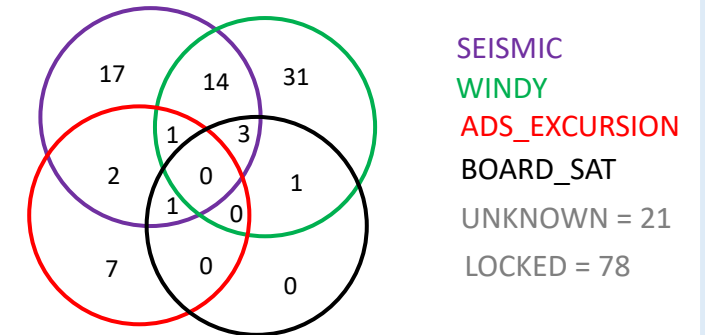 17
14
31
SEISMIC
WINDY
ADS_EXCURSION
BOARD_SAT
UNKNOWN = 21
LOCKED = 78
1
3
2
0
1
1
0
7
0
0